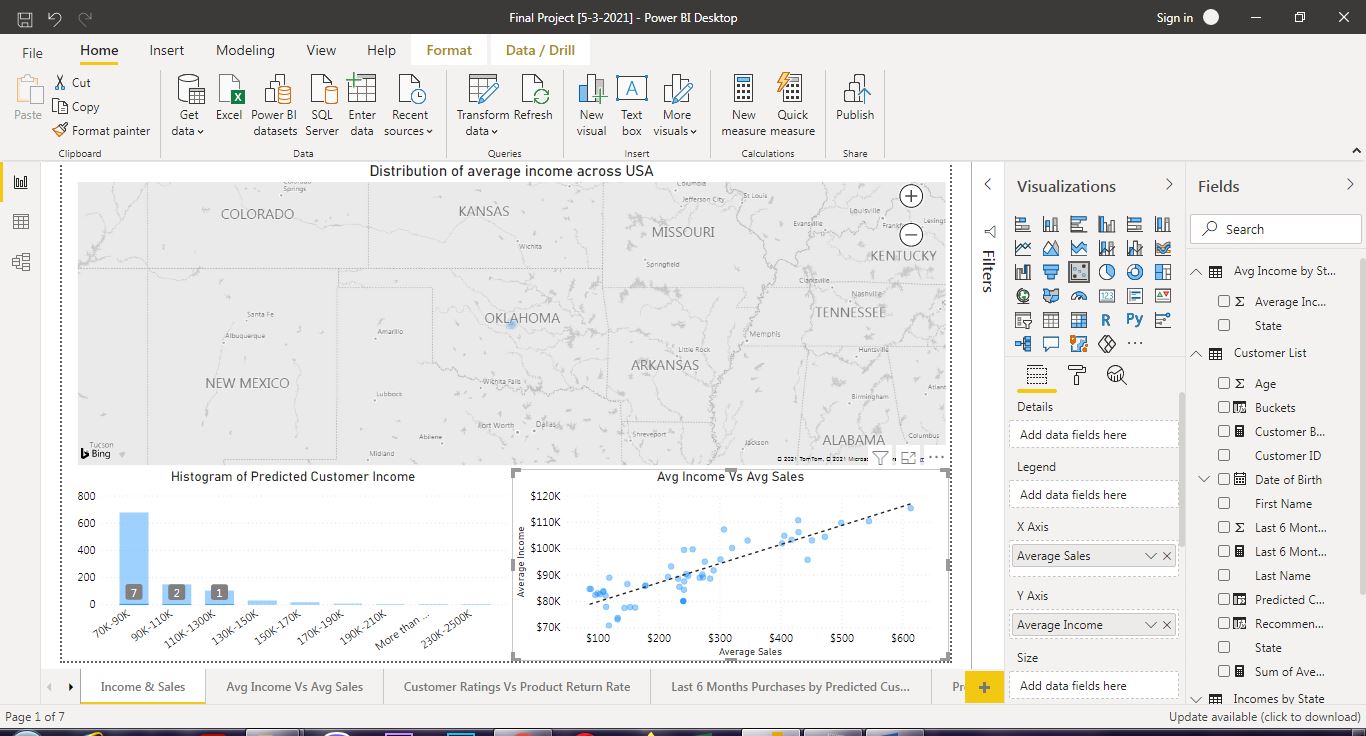 Final Project [5-3-2021] - Power BI Desktop
Sign in
File
Home
Insert
Modeling
View
Help
Format
Data / Drill
Paste
Cut
Copy
Format painter
Clipboard
Get data
Excel
Power BI datasets
SQL Server
Enter data
Recent sources
Data
Transform data
Refresh
Queries
New visual
Text box
More visuals
Insert
New measure
Quick measure
Calculations
Publish
Share
Distribution of average income across USA
Springs
Columbia
Jefferson City
St Louis
COLORADO
KANSAS
Evansville
Louisville
Frankf
Lexingt
MISSOURI
Wichita
KENTUCKY
Springfield
Clarksville
Nashville
Santa Fe
OKLAHOMA
TENNESSEE
Albuquerque
Amarillo
Memphis
Little Rock
Huntsville
ARKANSAS
NEW MEXICO
Wichita Falls
Atlant
Lubbock
Birmingham
Fort Worth
Dallas
Tucson
Abilene
Shreveport
Jackson
ALABAMA
Columbus
Bing
Midland
© 2021 TomTom, © 2021 Micros
Histogram of Predicted Customer Income
800
600
400
200
0
7
2
1
70K-90K
90K-110K
110K-1300K
130K-150K
150K-170K
170K-190K
190K-210K
More than ...
230K-2500K
Avg Income Vs Avg Sales
Average Income
$120K
$110K
$100K
$90K
$80K
$70K
$100
$200
$300
$400
$500
$600
Average Sales
Filters
Visualizations
123
R
Py
Details
Add data fields here
Legend
Add data fields here
X Axis
Average Sales
Y Axis
Average Income
Size
Add data fields here
Fields
Search
Avg Income by St...
Average Inc...
State
Customer List
Age
Buckets
Customer B...
Customer ID
Date of Birth
First Name
Last 6 Mont...
Last 6 Mont...
Last Name
Predicted C...
Recommen...
State
Sum of Ave...
Incomes by State
Income & Sales
Avg Income Vs Avg Sales
Customer Ratings Vs Product Return Rate
Last 6 Months Purchases by Predicted Cus...
Pr
Page 1 of 7
Update available (click to download)